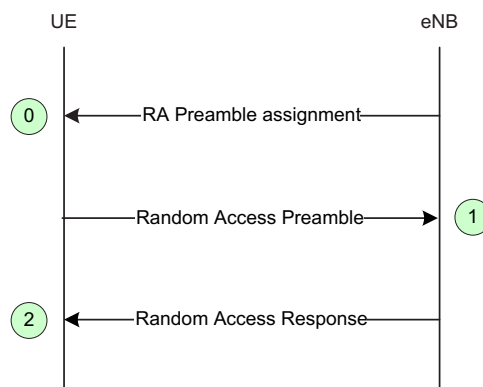 UE
eNB
0
RA Preamble assignment
Random Access Preamble
1
2
Random Access Response